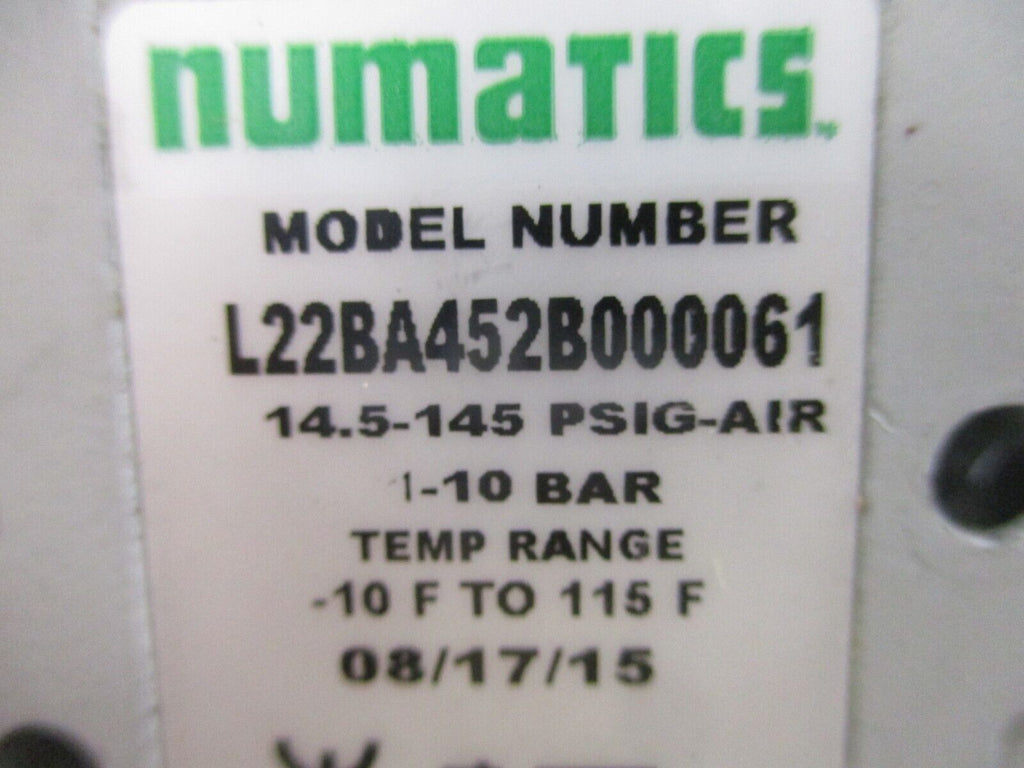 numatics™
MODEL NUMBER
L22BA452B000061
14.5-145 PSIG-AIR
1-10 BAR
TEMP RANGE
-10 F TO 115 F
08/17/15